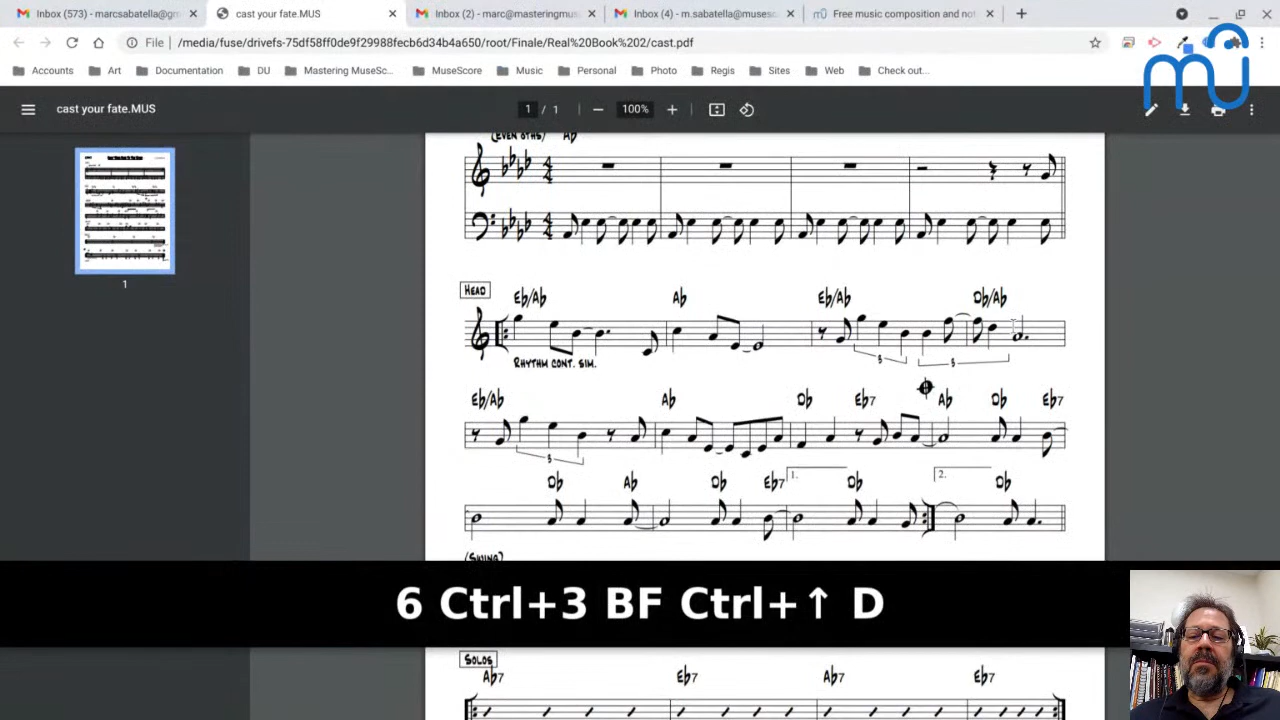 Inbox (573) - marcsabatella@gm
cast your fate.MUS
Inbox (2) - marc@masteringmus
Inbox (4) - m.sabatella@musesc
Free music composition and not
File
/media/fuse/drivefs-75df58ff0de9f29988fecb6d34b4a650/root/Finale/Real%20Book%202/cast.pdf
Accounts
Art
Documentation
DU
Mastering MuseSc...
MuseScore
Music
Personal
Photo
Regis
Sites
Web
Check out...
cast your fate.MUS
1 / 1
100%
1
(EVEN 8THS) Ab
HEAD
Eb/Ab Ab Eb/Ab Db/Ab
3 3
RHYTHM CONT. SIM.
Eb/Ab Ab Db Eb7 Ab Db Eb7
3
Db Ab Db Eb7 1. Db 2. Db
(SWING)
6 Ctrl+3 BF Ctrl+↑ D
SOLOS
Ab7 Eb7 Ab7 Eb7